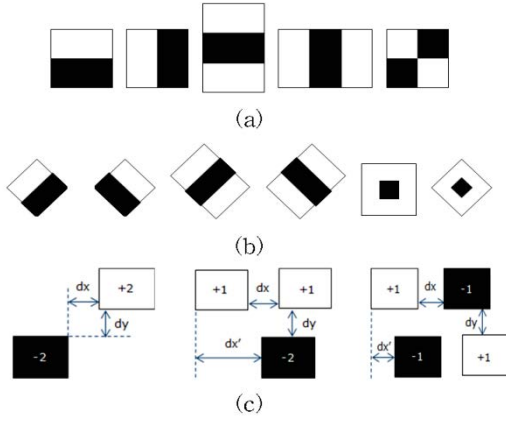 (a)
(b)
dx +2 dy -2
+1 dx +1 dy dx' -2
+1 dx -1 dy dx' -1 +1
(c)